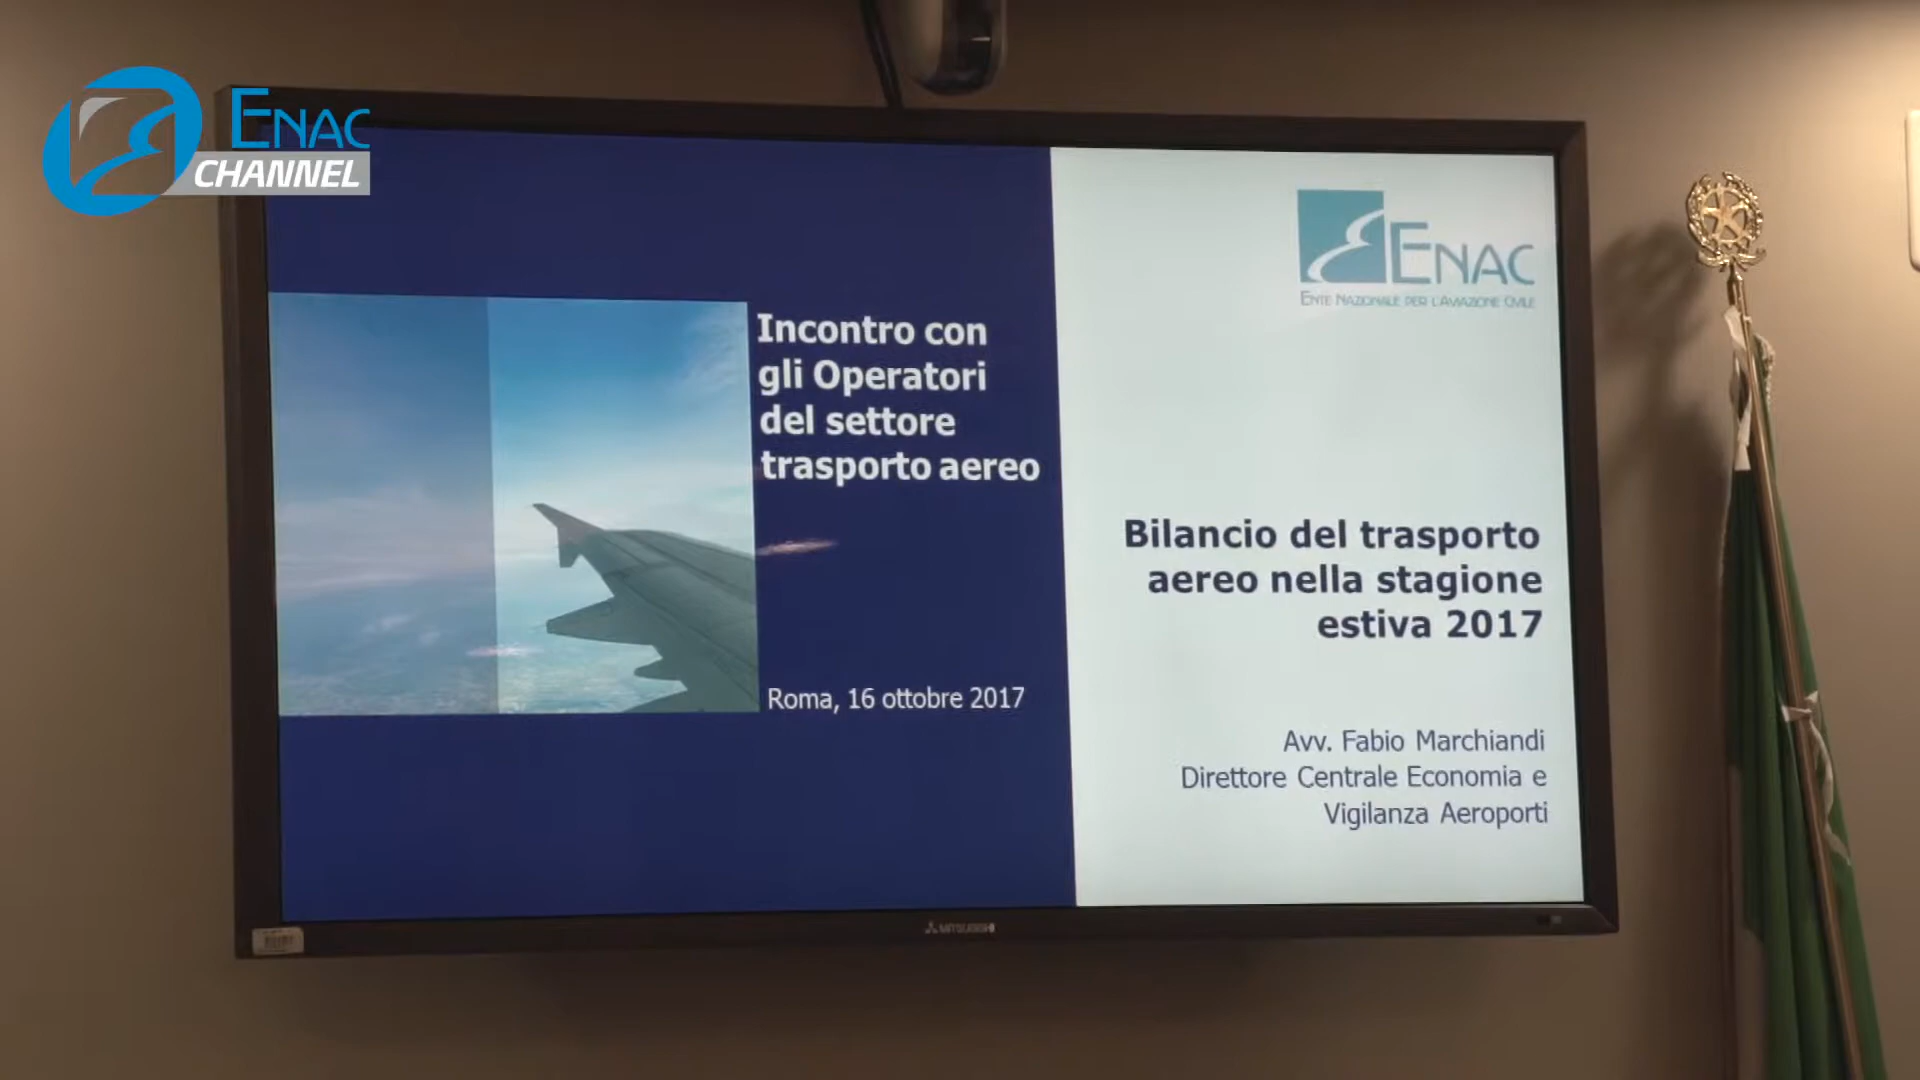 ENAC
CHANNEL
Incontro con
gli Operatori
del settore
trasporto aereo
Roma, 16 ottobre 2017
ENAC
ENTE NAZIONALE PER L'AVIAZIONE CIVILE
Bilancio del trasporto
aereo nella stagione
estiva 2017
Avv. Fabio Marchiandi
Direttore Centrale Economia e
Vigilanza Aeroporti
MITSUBISHI